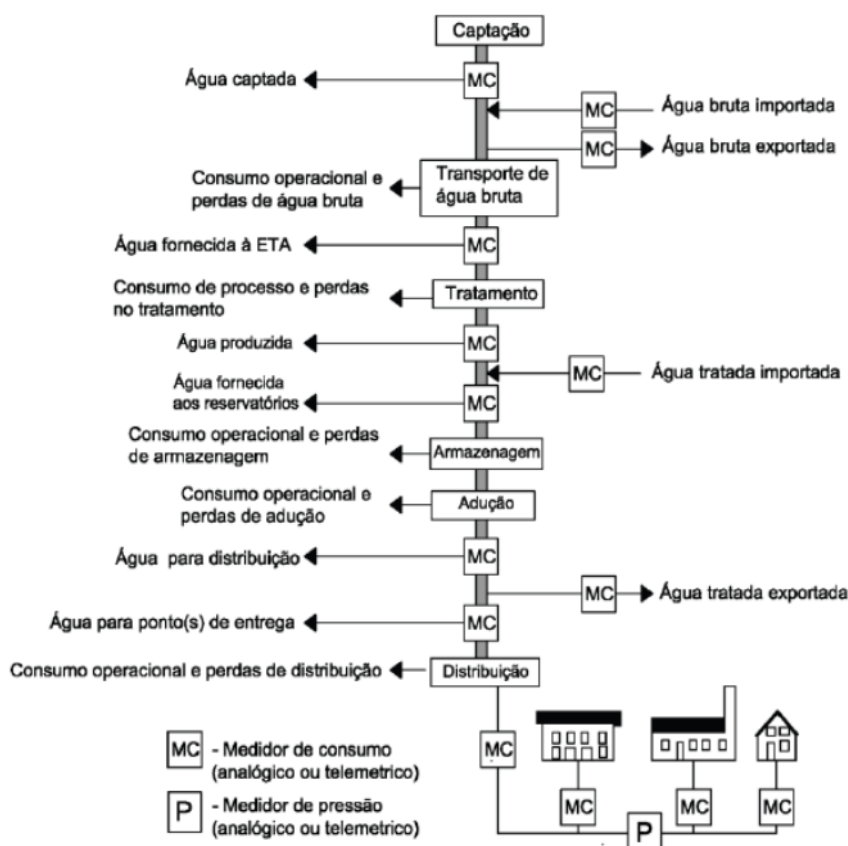 Captação
Água captada
MC
MC
Água bruta importada
MC
Água bruta exportada
Consumo operacional e
perdas de água bruta
Transporte de
água bruta
Água fornecida à ETA
MC
Consumo de processo e perdas
no tratamento
Tratamento
Água produzida
MC
MC
Água tratada importada
Água fornecida
aos reservatórios
MC
Consumo operacional e perdas
de armazenagem
Armazenagem
Consumo operacional e
perdas de adução
Adução
Água para distribuição
MC
MC
Água tratada exportada
Água para ponto(s) de entrega
MC
Consumo operacional e perdas de distribuição
Distribuição
MC
- Medidor de consumo
(analógico ou telemetrico)
MC
MC
MC
MC
P
- Medidor de pressão
(analógico ou telemetrico)
P